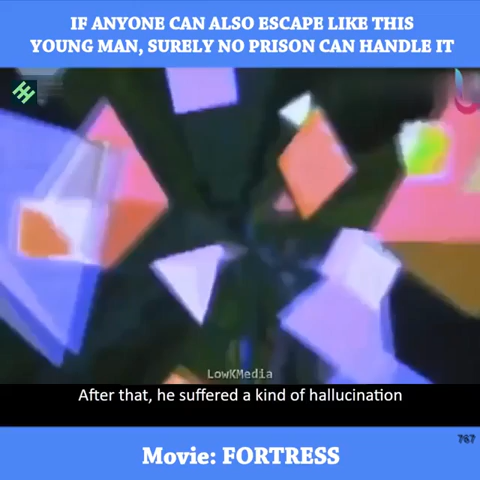 IF ANYONE CAN ALSO ESCAPE LIKE THIS
YOUNG MAN, SURELY NO PRISON CAN HANDLE IT
LowKMedia
After that, he suffered a kind of hallucination
767
Movie: FORTRESS